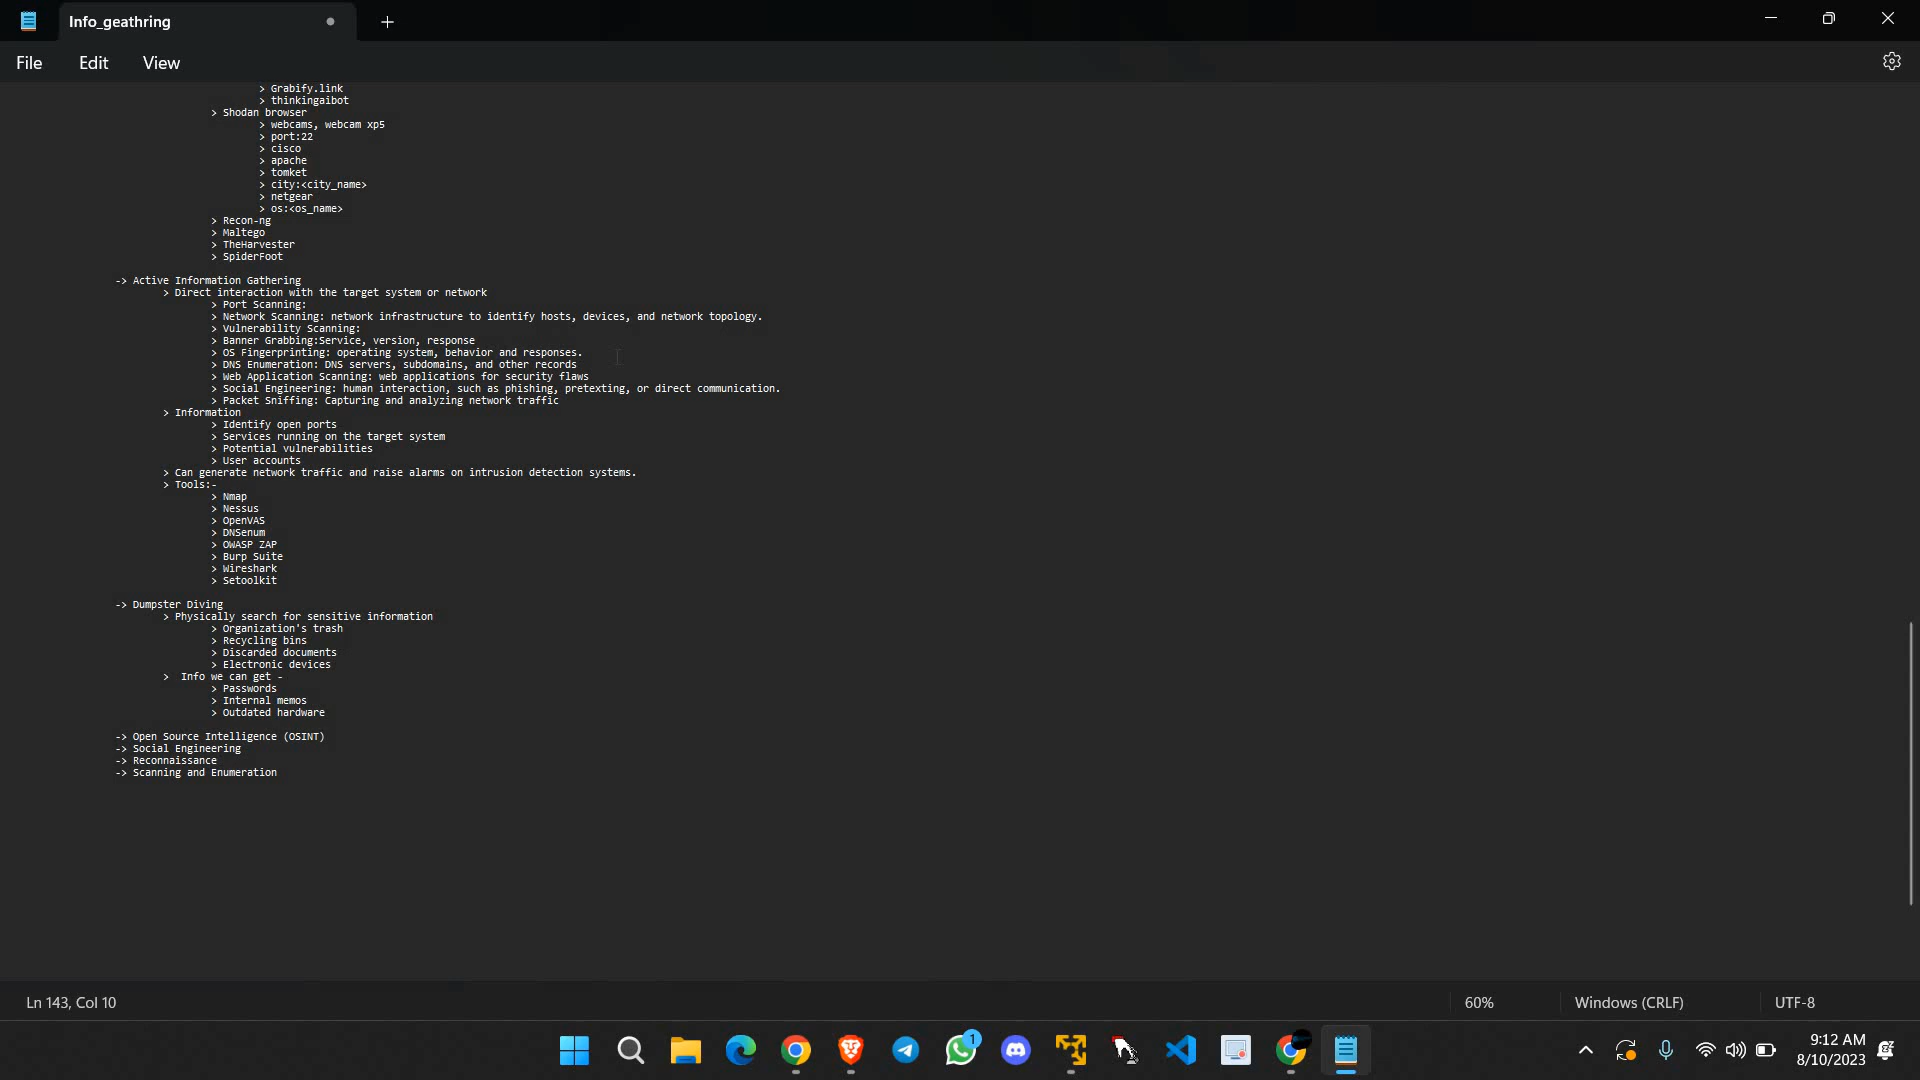 Info_geathring
File Edit View
> Grabify.link
> thinkingaibot
> Shodan browser
> webcams, webcam xp5
> port:22
> cisco
> apache
> tomket
> city:<city_name>
> netgear
> os:<os_name>
> Recon-ng
> Maltego
> TheHarvester
> SpiderFoot
-> Active Information Gathering
> Direct interaction with the target system or network
> Port Scanning:
> Network Scanning: network infrastructure to identify hosts, devices, and network topology.
> Vulnerability Scanning:
> Banner Grabbing:Service, version, response
> OS Fingerprinting: operating system, behavior and responses.
> DNS Enumeration: DNS servers, subdomains, and other records
> Web Application Scanning: web applications for security flaws
> Social Engineering: human interaction, such as phishing, pretexting, or direct communication.
> Packet Sniffing: Capturing and analyzing network traffic
> Information
> Identify open ports
> Services running on the target system
> Potential vulnerabilities
> User accounts
> Can generate network traffic and raise alarms on intrusion detection systems.
> Tools:-
> Nmap
> Nessus
> OpenVAS
> DNSenum
> OWASP ZAP
> Burp Suite
> Wireshark
> Setoolkit
-> Dumpster Diving
> Physically search for sensitive information
> Organization's trash
> Recycling bins
> Discarded documents
> Electronic devices
> Info we can get -
> Passwords
> Internal memos
> Outdated hardware
-> Open Source Intelligence (OSINT)
-> Social Engineering
-> Reconnaissance
-> Scanning and Enumeration
Ln 143, Col 10 60% Windows (CRLF) UTF-8
1
9:12 AM
8/10/2023